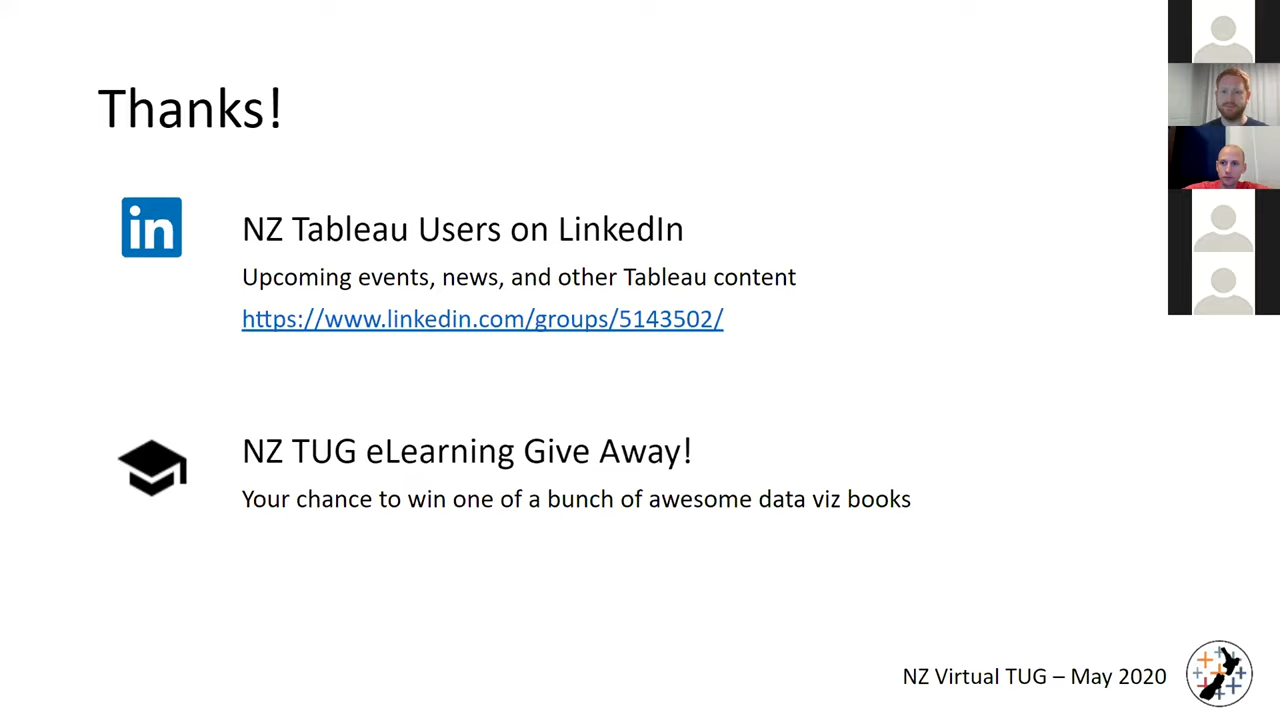 Thanks!
in
NZ Tableau Users on LinkedIn
Upcoming events, news, and other Tableau content
https://www.linkedin.com/groups/5143502/
NZ TUG eLearning Give Away!
Your chance to win one of a bunch of awesome data viz books
NZ Virtual TUG – May 2020